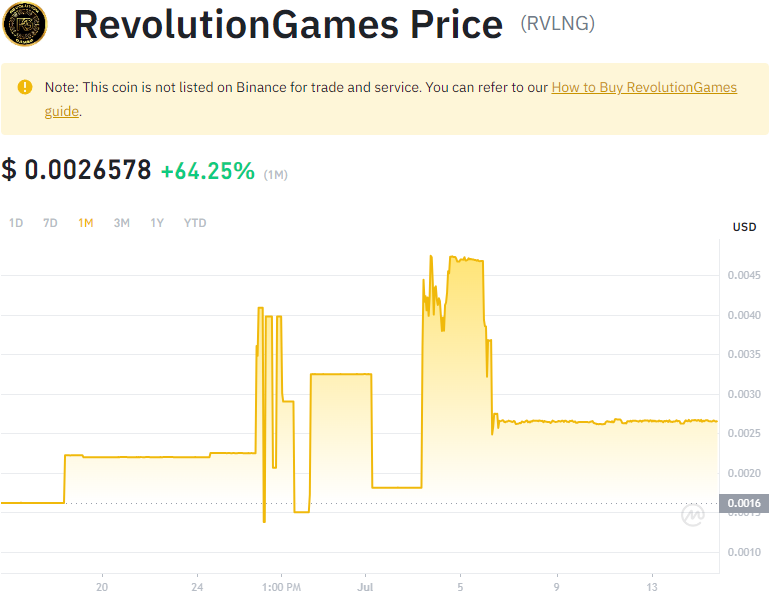 RevolutionGames Price (RVLNG)
Note: This coin is not listed on Binance for trade and service. You can refer to our How to Buy RevolutionGames
guide.
$ 0.0026578 +64.25% (1M)
1D 7D 1M 3M 1Y YTD
USD
0.0045
0.0040
0.0035
0.0030
0.0025
0.0020
0.0016
0.0010
20 24 1:00 PM Jul 5 9 13